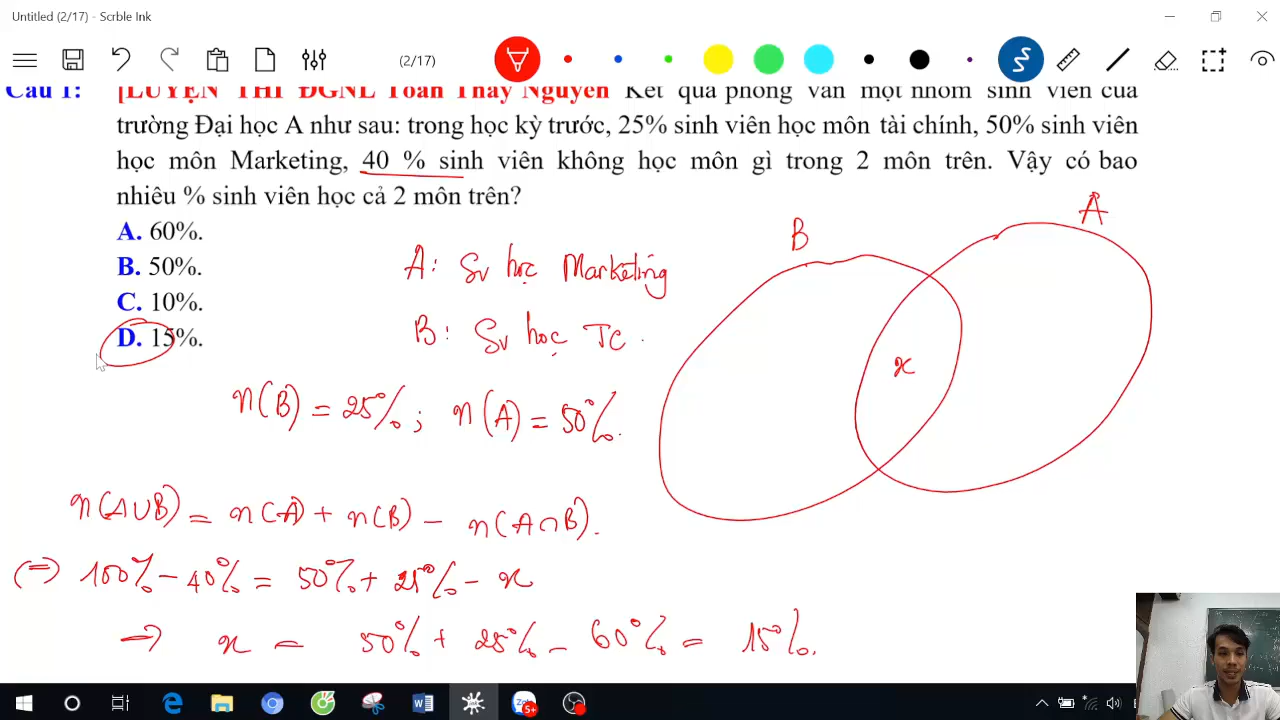 Untitled (2/17) - Scrble Ink
(2/17)
Câu 1: [LUYỆN THI ĐGNL Toán Thầy Nguyên Kết quả phỏng vấn một nhóm sinh viên của
trường Đại học A như sau: trong học kỳ trước, 25% sinh viên học môn tài chính, 50% sinh viên
học môn Marketing, 40 % sinh viên không học môn gì trong 2 môn trên. Vậy có bao
nhiêu % sinh viên học cả 2 môn trên?
A. 60%.
B. 50%.
C. 10%.
D. 15%.
A: Sv học Marketing
B: Sv học TC.
B
A
x
n(B) = 25%; n(A) = 50%.
n(A∪B) = n(A) + n(B) - n(A∩B).
(=) 100% - 40% = 50% + 25% - x
=> x = 50% + 25% - 60% = 15%.
5+